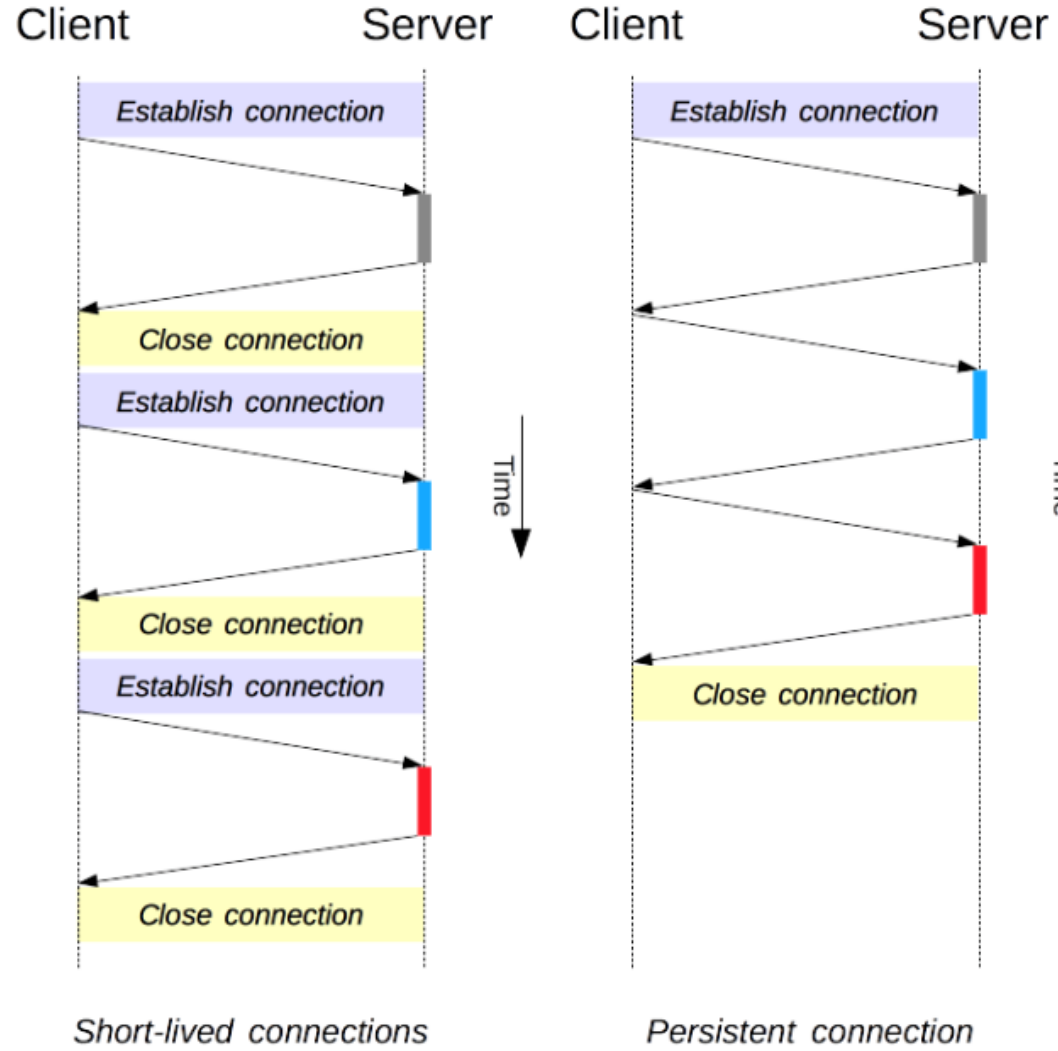 Client
Server
Establish connection
Close connection
Establish connection
Close connection
Establish connection
Close connection
Short-lived connections
Time
Client
Server
Establish connection
Close connection
Persistent connection